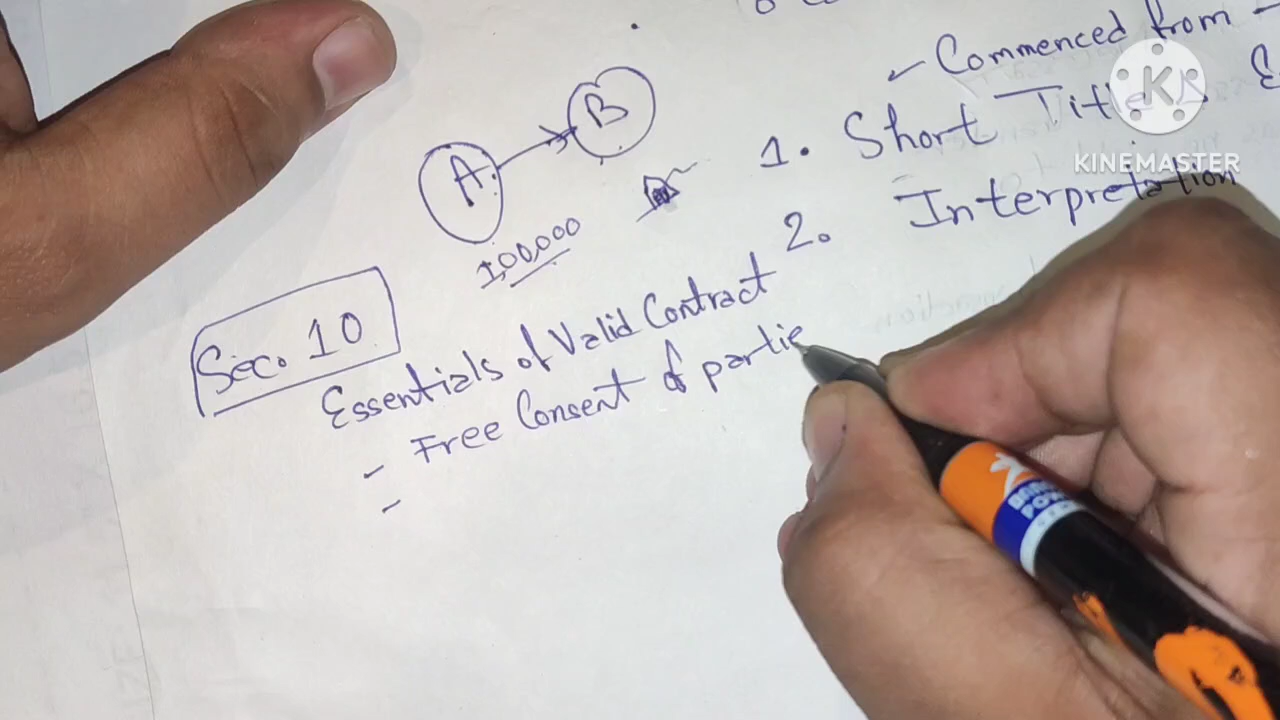 Commenced from -
1. Short Title &
2. Interpretation
A
B
1,00,000
Sec. 10
Essentials of Valid Contract
- Free Consent of partie
-
K
KINEMASTER